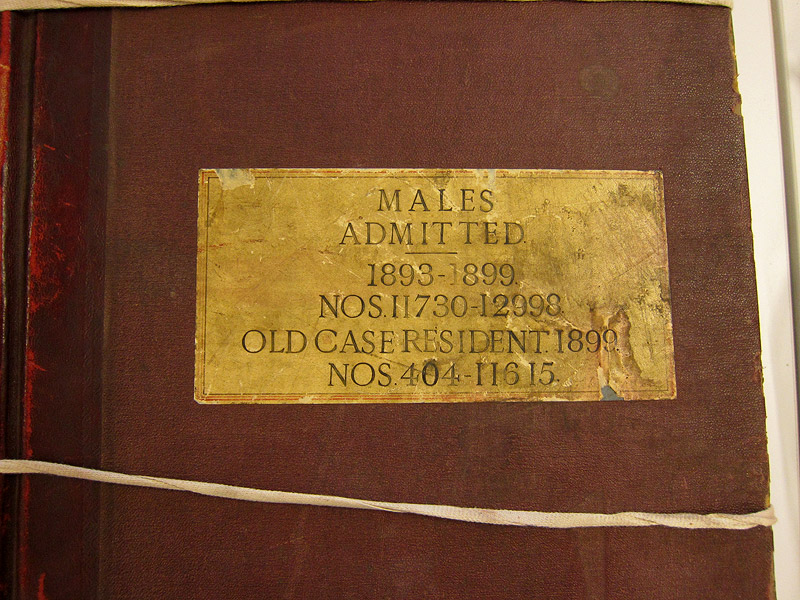 MALES
ADMITTED.
1893-1899.
NOS.11730-12998.
OLD CASE RESIDENT.1899.
NOS.404-11615.